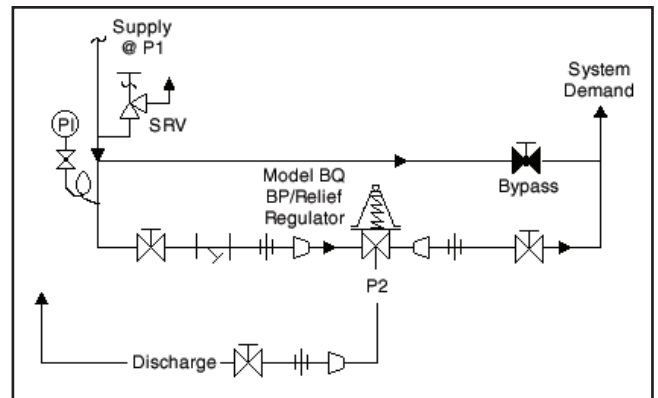 Supply
@ P1
System
Demand
PI
SRV
Model BQ
BP/Relief
Regulator
Bypass
P2
Discharge